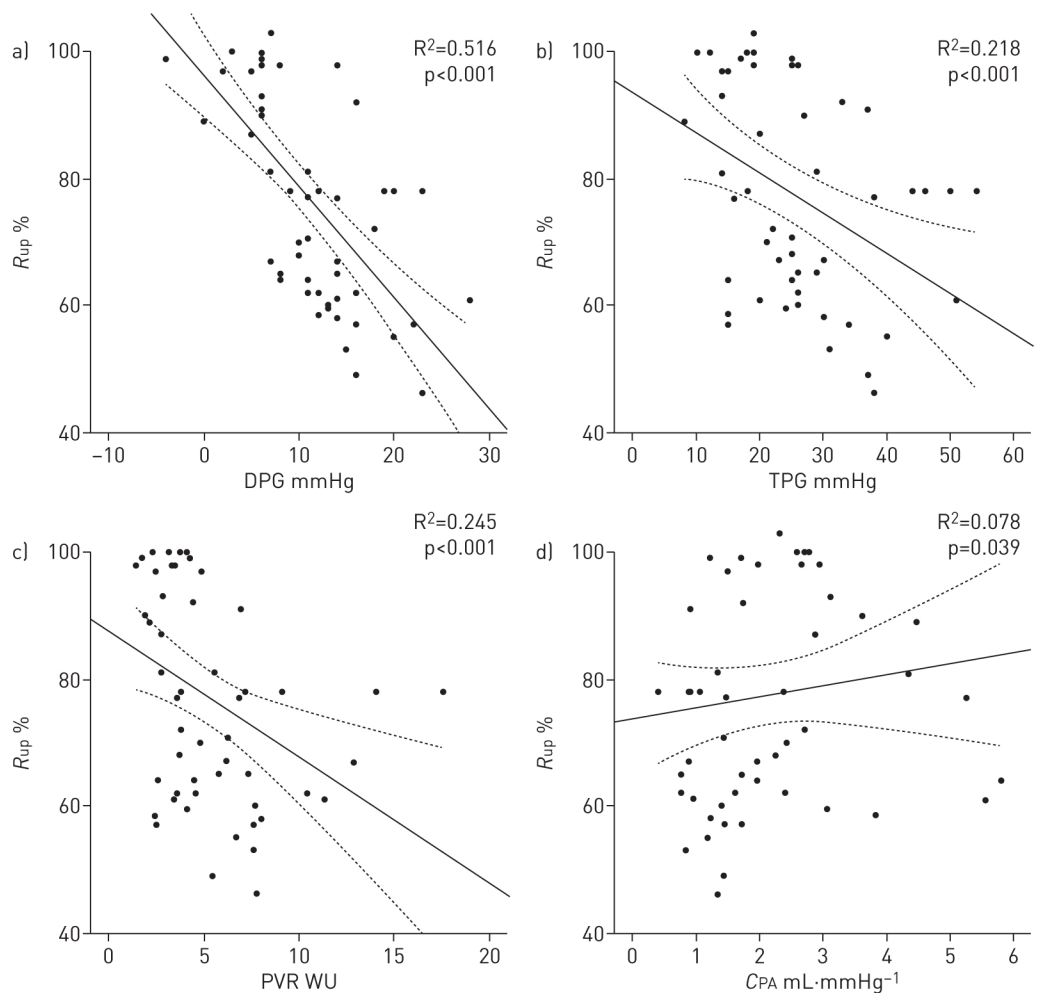 a)
R²=0.516
p<0.001
100
80
60
40
Rup %
–10 0 10 20 30
DPG mmHg
b)
R²=0.218
p<0.001
100
80
60
40
Rup %
0 10 20 30 40 50 60
TPG mmHg
c)
R²=0.245
p<0.001
100
80
60
40
Rup %
0 5 10 15 20
PVR WU
d)
R²=0.078
p=0.039
100
80
60
40
Rup %
0 1 2 3 4 5 6
CPA mL·mmHg⁻¹